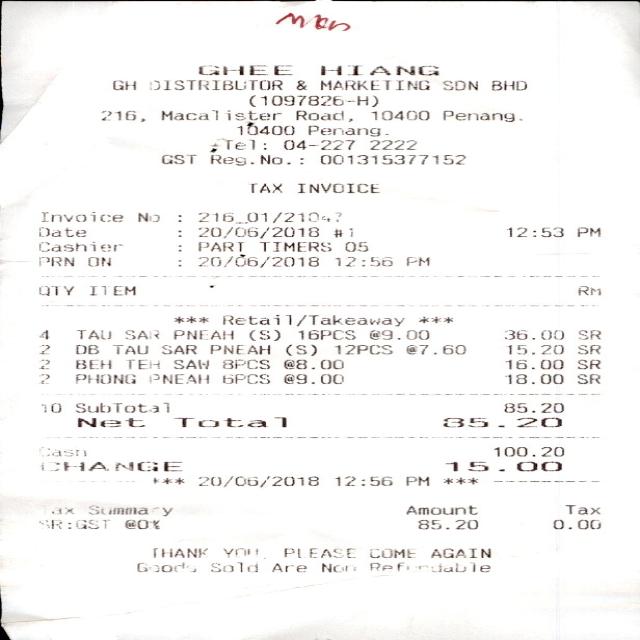 GHEE HIANG
GH DISTRIBUTOR & MARKETING SDN BHD
(1097826-H)
216, Macalister Road, 10400 Penang.
10400 Penang.
Tel: 04-227 2222
GST Reg.No.: 001315377152
TAX INVOICE
Invoice No : 216_01/21047
Date : 20/06/2018 #1 12:53 PM
Cashier : PART TIMERS 05
PRN ON : 20/06/2018 12:56 PM
QTY ITEM RM
*** Retail/Takeaway ***
4 TAU SAR PNEAH (S) 16PCS @9.00 36.00 SR
2 DB TAU SAR PNEAH (S) 12PCS @7.60 15.20 SR
2 BEH TEH SAW 8PCS @8.00 16.00 SR
2 PHONG PNEAH 6PCS @9.00 18.00 SR
10 SubTotal 85.20
Net Total 85.20
Cash 100.20
CHANGE 15.00
*** 20/06/2018 12:56 PM ***
Tax Summary Amount Tax
SR:GST @0% 85.20 0.00
THANK YOU, PLEASE COME AGAIN
Goods Sold Are Non Refundable